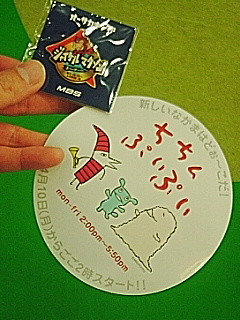 MBS
新しいなかまはどぉ〜こだ!
ちちんぷいぷい
mon-fri 2:00pm~5:50pm
月10日(月)からごご2時スタート!!